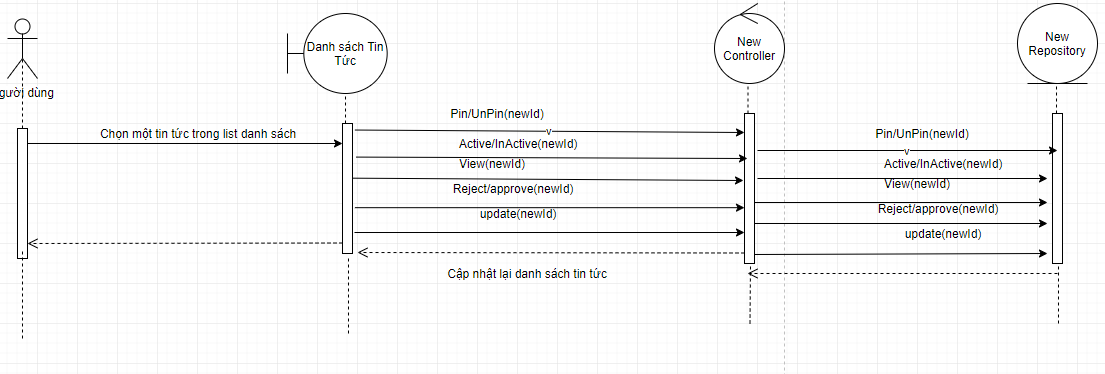 Danh sách Tin
Tức
New
Controller
New
Repository
gười dùng
Chọn một tin tức trong list danh sách
Pin/UnPin(newId)
v
Active/InActive(newId)
View(newId)
Reject/approve(newId)
update(newId)
Pin/UnPin(newId)
v
Active/InActive(newId)
View(newId)
Reject/approve(newId)
update(newId)
Cập nhật lại danh sách tin tức